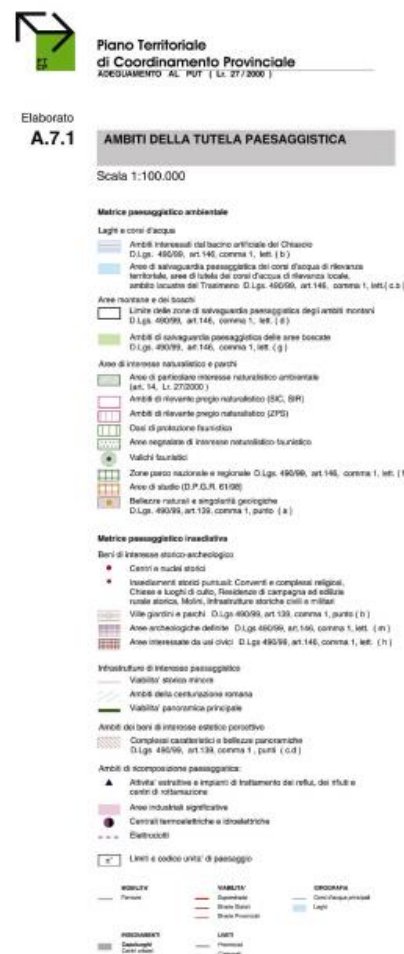 PT
CP
Piano Territoriale
di Coordinamento Provinciale
ADEGUAMENTO AL PUT ( Lr. 27/2000 )
Elaborato
A.7.1
AMBITI DELLA TUTELA PAESAGGISTICA
Scala 1:100.000
Matrice paesaggistico ambientale
Laghi e corsi d'acqua
Ambiti interessati dal bacino artificiale del Chiascio
D.Lgs. 490/99, art.146, comma 1, lett. ( b )
Aree di salvaguardia paesaggistica dei corsi d'acqua di rilevanza
territoriale, aree di tutela dei corsi d'acqua di rilevanza locale,
ambito lacustre del Trasimeno D.Lgs. 490/99, art.146, comma 1, lett.( c.b )
Aree montane e dei boschi
Limite delle zone di salvaguardia paesaggistica degli ambiti montani
D.Lgs. 490/99, art.146, comma 1, lett. ( d )
Ambiti di salvaguardia paesaggistica delle aree boscate
D.Lgs. 490/99, art.146, comma 1, lett. ( g )
Aree di interesse naturalistico e parchi
Aree di particolare interesse naturalistico ambientale
(art. 14, Lr. 27/2000 )
Ambiti di rilevante pregio naturalistico (SIC, SIR)
Ambiti di rilevante pregio naturalistico (ZPS)
Oasi di protezione faunistica
Aree segnalate di interesse naturalistico-faunistico
Valichi faunistici
Zone parco nazionale e regionale D.Lgs. 490/99, art.146, comma 1, lett. ( f
Aree di studio (D.P.G.R. 61/98)
Bellezze naturali e singolarità geologiche
D.Lgs. 490/99, art.139, comma 1, punto ( a )
Matrice paesaggistico insediativa
Beni di interesse storico-archeologico
Centri e nuclei storici
Insediamenti storici puntuali: Conventi e complessi religiosi,
Chiese e luoghi di culto, Residenze di campagna ed edilizia
rurale storica, Molini, Infrastrutture storiche civili e militari
Ville giardini e parchi D.Lgs 490/99, art.139, comma 1, punto ( b )
Aree archeologiche definite D.Lgs 490/99, art.146, comma 1, lett. ( m )
Aree interessate da usi civici D.Lgs 490/99, art.146, comma 1, lett. ( h )
Infrastrutture di interesse paesaggistico
Viabilita' storica minore
Ambiti della centuriazione romana
Viabilita' panoramica principale
Ambiti dei beni di interesse estetico percettivo
Complessi caratteristici e bellezze panoramiche
D.Lgs 490/99, art.139, comma 1 , punti ( c.d )
Ambiti di ricomposizione paesaggistica:
Attivita' estrattive e impianti di trattamento dei reflui, dei rifiuti e
centri di rottamazione
Aree industriali significative
Centrali termoelettriche e idroelettriche
Elettrodotti
Limiti e codice unita' di paesaggio
MOBILITA' VIABILITA' OROGRAFIA
Ferrovie Superstrade Corsi d'acqua principali
Strade Statali Laghi
Strade Provinciali
INSEDIAMENTI LIMITI
Capoluoghi Provinciali
Centri urbani Comunali